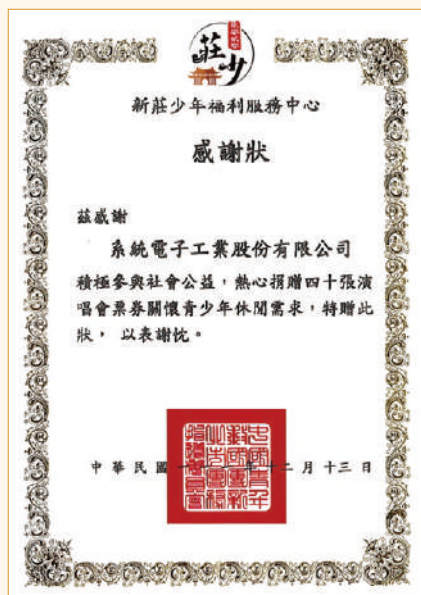 莊少
新莊少年福利服務中心
感謝狀
茲感謝
系統電子工業股份有限公司
積極參與社會公益，熱心捐贈四十張演
唱會票券關懷青少年休閒需求，特贈此
狀， 以表謝忱。
中華民國 年十二月十三日